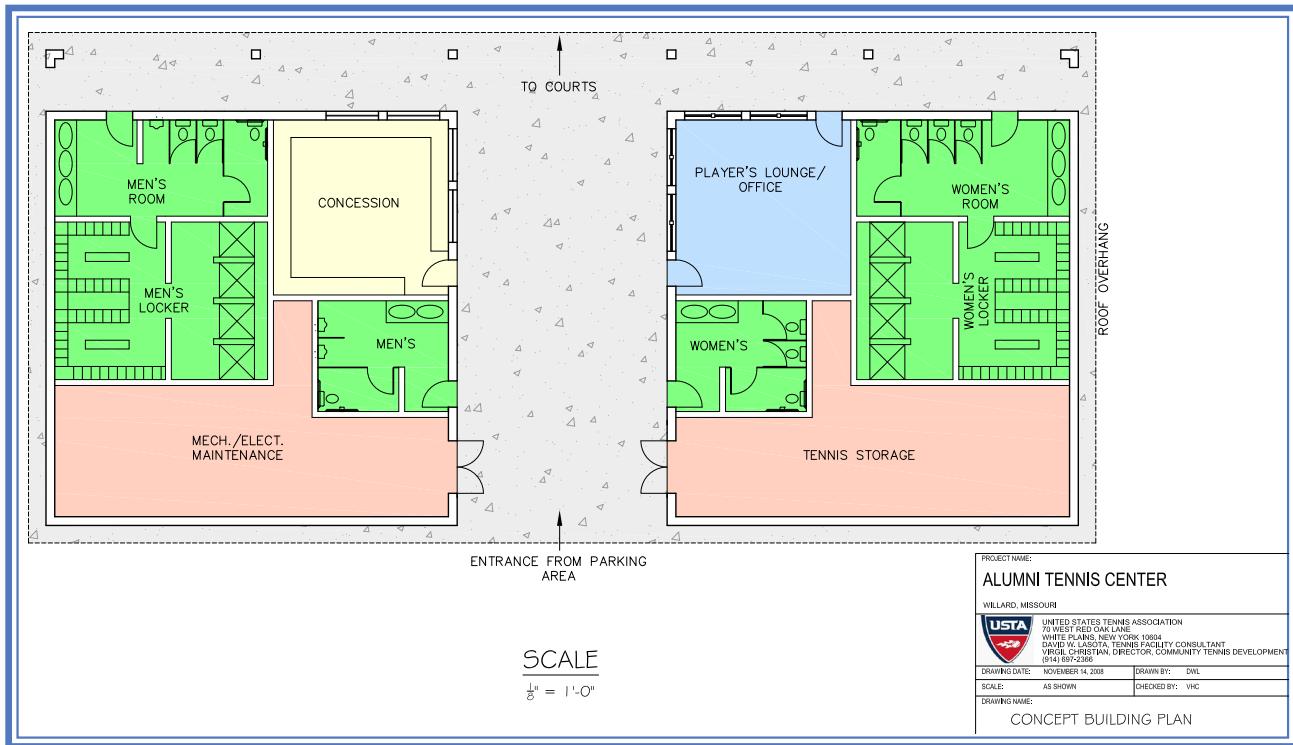 TO COURTS
MEN'S
ROOM
CONCESSION
PLAYER'S LOUNGE/
OFFICE
WOMEN'S
ROOM
MEN'S
LOCKER
WOMEN'S
LOCKER
ROOF OVERHANG
MEN'S
WOMEN'S
MECH./ELECT.
MAINTENANCE
TENNIS STORAGE
ENTRANCE FROM PARKING
AREA
SCALE
1/8" = 1'-0"
PROJECT NAME:
ALUMNI TENNIS CENTER
WILLARD, MISSOURI
USTA
UNITED STATES TENNIS ASSOCIATION
70 WEST RED OAK LANE
WHITE PLAINS, NEW YORK 10604
DAVID W. LASOTA, TENNIS FACILITY CONSULTANT
VIRGIL CHRISTIAN, DIRECTOR, COMMUNITY TENNIS DEVELOPMENT
(914) 697-2366
DRAWING DATE: NOVEMBER 14, 2008 DRAWN BY: DWL
SCALE: AS SHOWN CHECKED BY: VHC
DRAWING NAME:
CONCEPT BUILDING PLAN